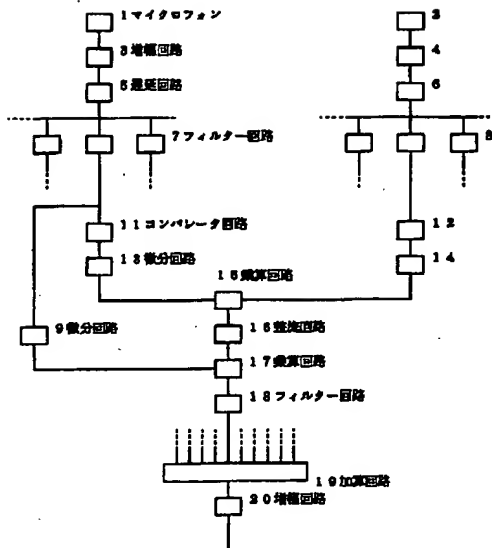 1マイクロフォン
2
3増幅回路
4
5遅延回路
6
7フィルター回路
8
11コンパレータ回路
12
13微分回路
14
15乗算回路
9微分回路
16整流回路
17乗算回路
18フィルター回路
19加算回路
20増幅回路